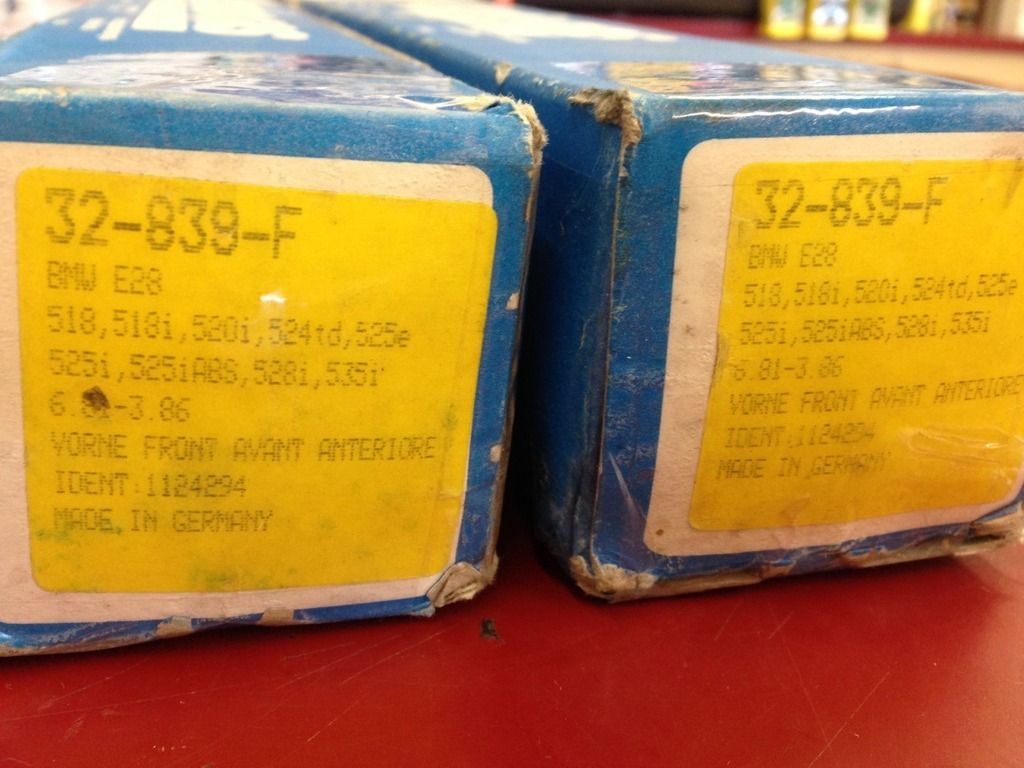 32-839-F
BMW E28
518,518i,520i,524td,525e
525i,525iABS,528i,535i
6.81-3.86
VORNE FRONT AVANT ANTERIORE
IDENT:1124294
MADE IN GERMANY
32-839-F
BMW E28
518,518i,520i,524td,525e
525i,525iABS,528i,535i
6.81-3.86
VORNE FRONT AVANT ANTERIORE
IDENT:1124294
MADE IN GERMANY